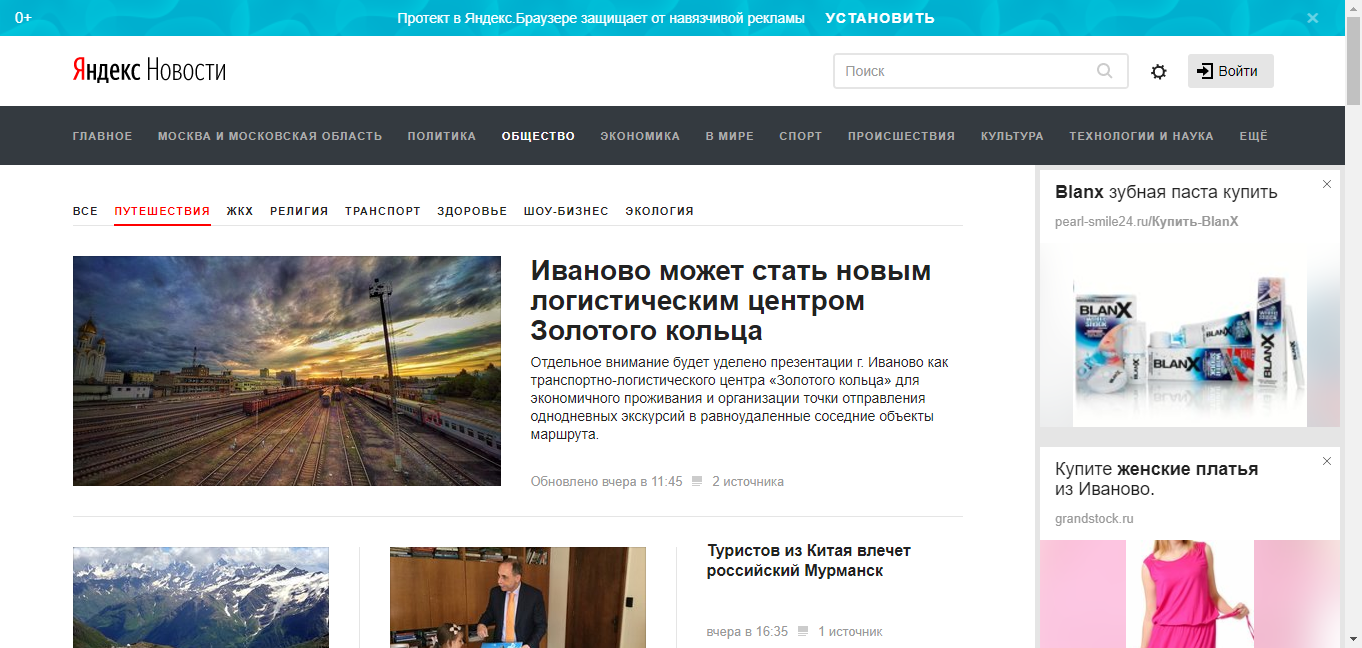 0+
Протект в Яндекс.Браузере защищает от навязчивой рекламы УСТАНОВИТЬ
Яндекс Новости
Поиск
Войти
ГЛАВНОЕ МОСКВА И МОСКОВСКАЯ ОБЛАСТЬ ПОЛИТИКА ОБЩЕСТВО ЭКОНОМИКА В МИРЕ СПОРТ ПРОИСШЕСТВИЯ КУЛЬТУРА ТЕХНОЛОГИИ И НАУКА ЕЩЁ
ВСЕ ПУТЕШЕСТВИЯ ЖКХ РЕЛИГИЯ ТРАНСПОРТ ЗДОРОВЬЕ ШОУ-БИЗНЕС ЭКОЛОГИЯ
Иваново может стать новым
логистическим центром
Золотого кольца
Отдельное внимание будет уделено презентации г. Иваново как
транспортно-логистического центра «Золотого кольца» для
экономичного проживания и организации точки отправления
однодневных экскурсий в равноудаленные соседние объекты
маршрута.
Обновлено вчера в 11:45 2 источника
Туристов из Китая влечет
российский Мурманск
вчера в 16:35 1 источник
Blanx зубная паста купить
pearl-smile24.ru/Купить-BlanX
BLANX
BLANX
BLANX
BLANX
Купите женские платья
из Иваново.
grandstock.ru